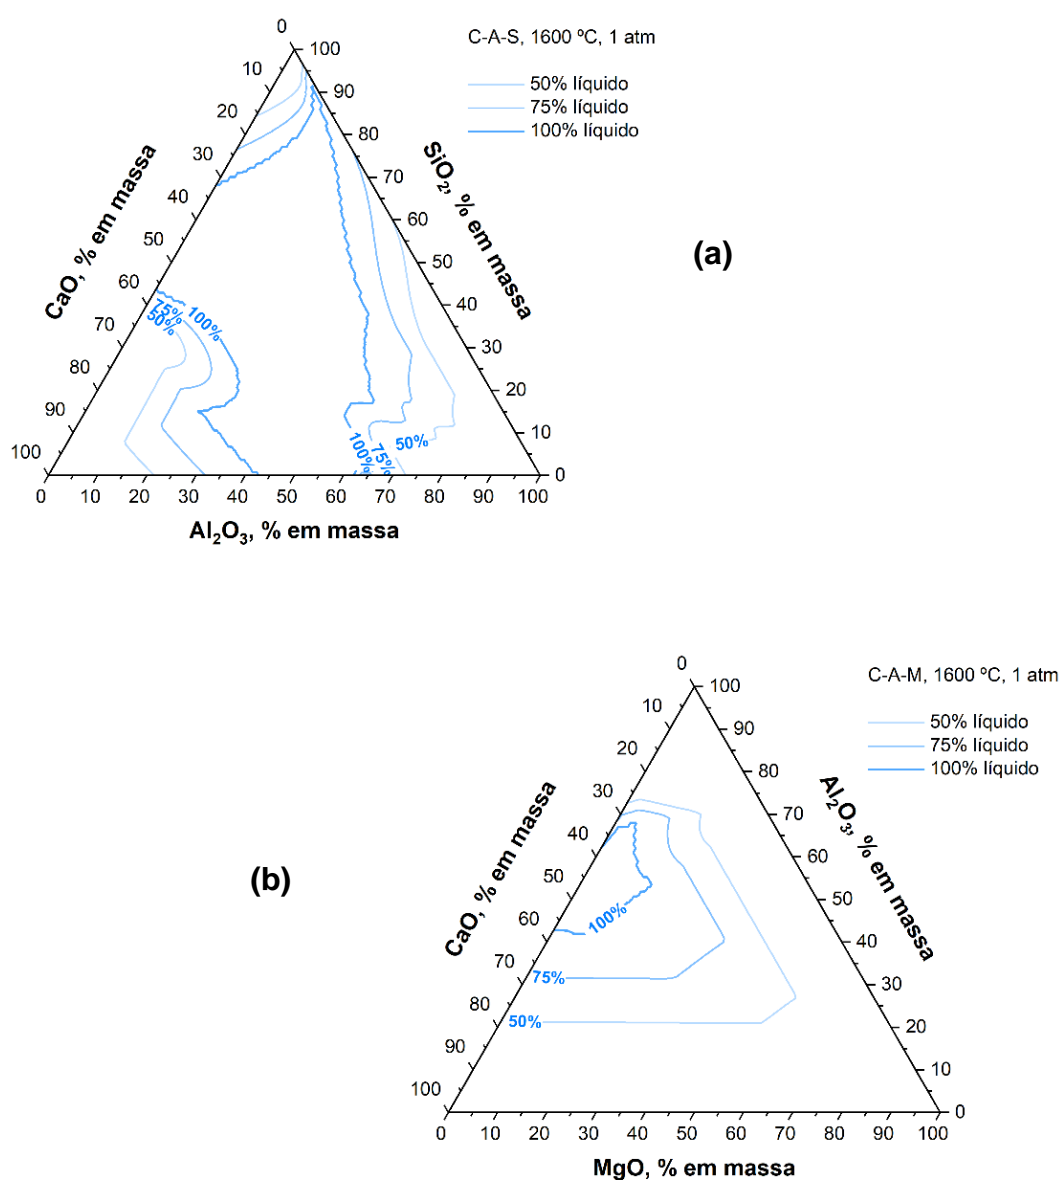 C-A-S, 1600 ºC, 1 atm
50% líquido
75% líquido
100% líquido
0
10
20
30
40
50
60
70
80
90
100
CaO, % em massa
100
90
80
70
60
50
40
30
20
10
0
SiO2, % em massa
75%
50%
100%
100%
75%
50%
0 10 20 30 40 50 60 70 80 90 100
Al2O3, % em massa
(a)
C-A-M, 1600 ºC, 1 atm
50% líquido
75% líquido
100% líquido
0
10
20
30
40
50
60
70
80
90
100
CaO, % em massa
100
90
80
70
60
50
40
30
20
10
0
Al2O3, % em massa
100%
75%
50%
0 10 20 30 40 50 60 70 80 90 100
MgO, % em massa
(b)